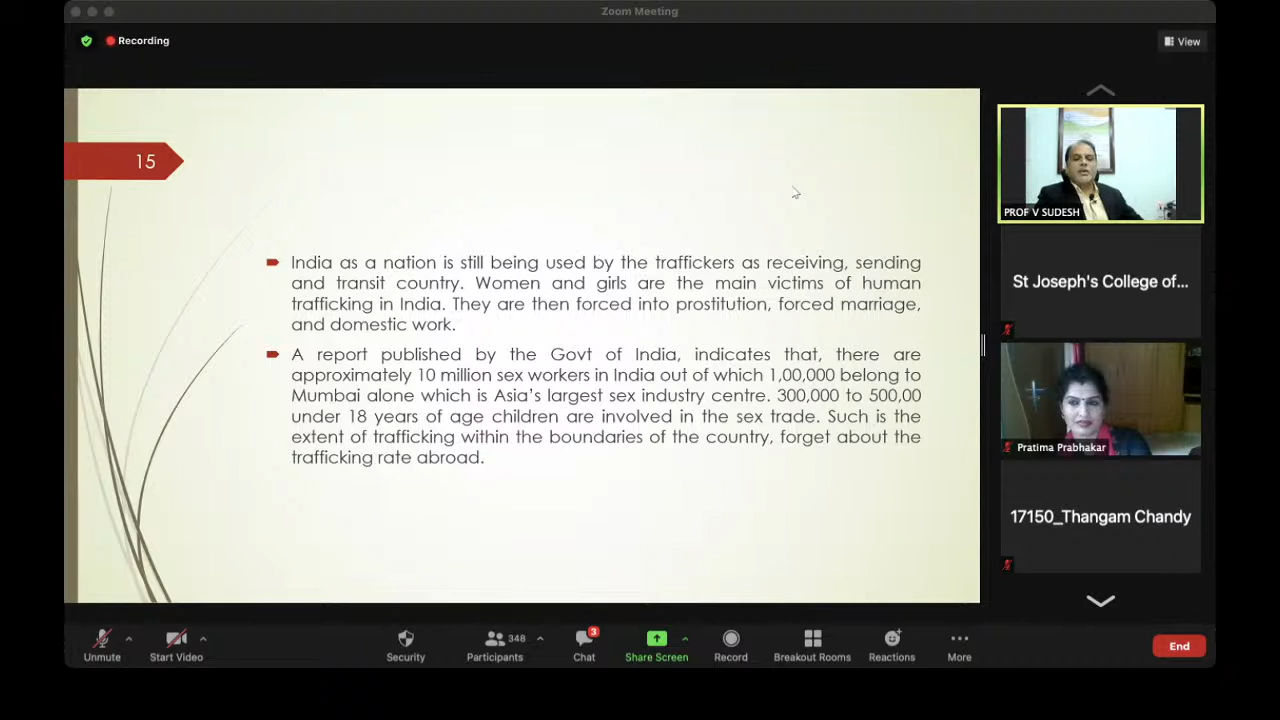 Zoom Meeting
Recording
View
15
India as a nation is still being used by the traffickers as receiving, sending
and transit country. Women and girls are the main victims of human
trafficking in India. They are then forced into prostitution, forced marriage,
and domestic work.
A report published by the Govt of India, indicates that, there are
approximately 10 million sex workers in India out of which 1,00,000 belong to
Mumbai alone which is Asia's largest sex industry centre. 300,000 to 500,00
under 18 years of age children are involved in the sex trade. Such is the
extent of trafficking within the boundaries of the country, forget about the
trafficking rate abroad.
PROF V SUDESH
St Joseph's College of...
Pratima Prabhakar
17150_Thangam Chandy
Unmute
Start Video
Security
348
Participants
3
Chat
Share Screen
Record
Breakout Rooms
Reactions
More
End